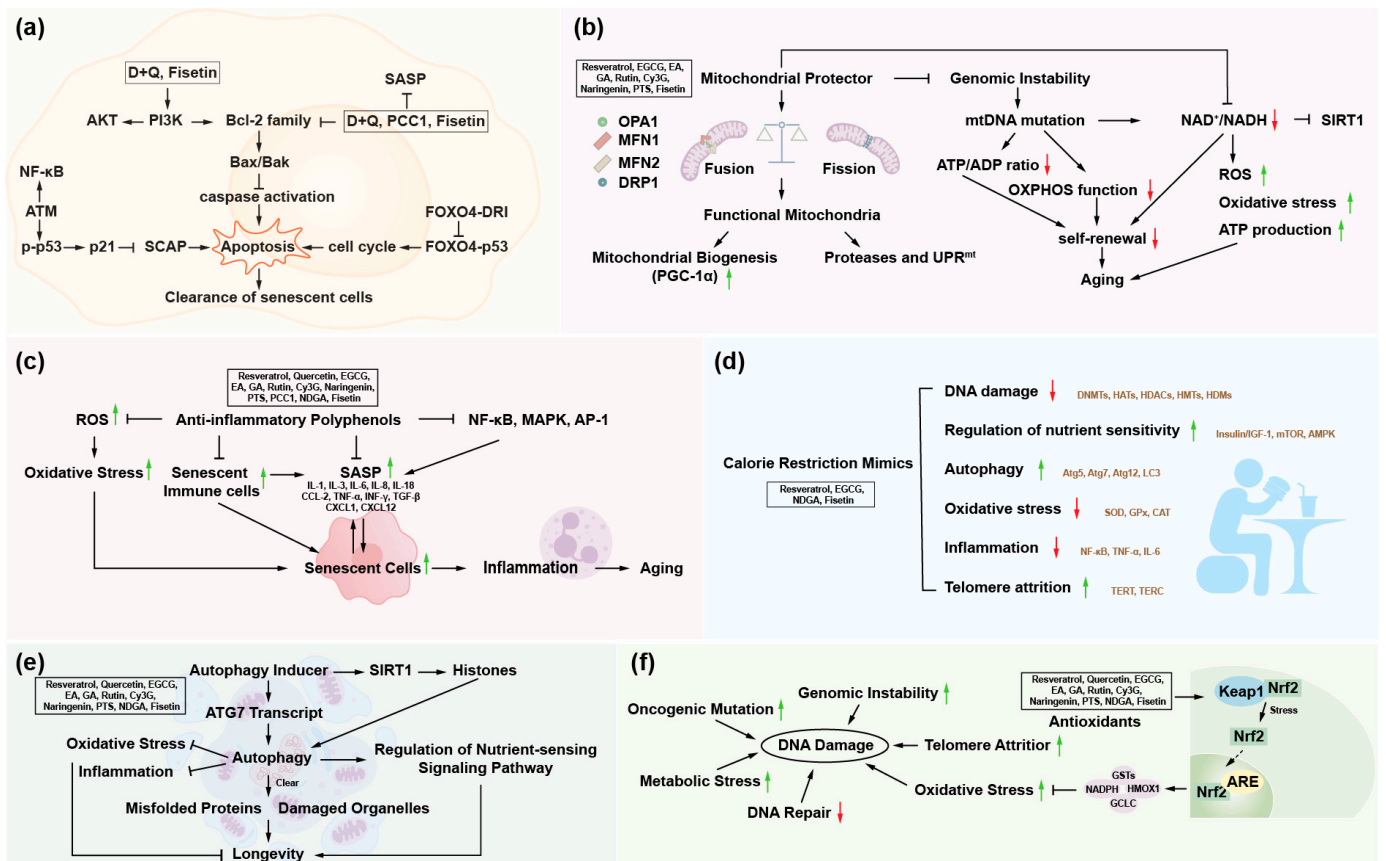 (a)
D+Q, Fisetin
SASP
AKT
PI3K
Bcl-2 family
D+Q, PCC1, Fisetin
Bax/Bak
NF-κB
caspase activation
ATM
FOXO4-DRI
p-p53
p21
SCAP
Apoptosis
cell cycle
FOXO4-p53
Clearance of senescent cells
(b)
Resveratrol, EGCG, EA,
GA, Rutin, Cy3G,
Naringenin, PTS, Fisetin
Mitochondrial Protector
Genomic Instability
OPA1
MFN1
MFN2
DRP1
Fusion
Fission
mtDNA mutation
NAD⁺/NADH
SIRT1
ATP/ADP ratio
ROS
OXPHOS function
Oxidative stress
Functional Mitochondria
self-renewal
ATP production
Mitochondrial Biogenesis
(PGC-1α)
Proteases and UPRᵐᵗ
Aging
(c)
Resveratrol, Quercetin, EGCG,
EA, GA, Rutin, Cy3G, Naringenin,
PTS, PCC1, NDGA, Fisetin
ROS
Anti-inflammatory Polyphenols
NF-κB, MAPK, AP-1
Oxidative Stress
Senescent
Immune cells
SASP
IL-1, IL-3, IL-6, IL-8, IL-18
CCL-2, TNF-α, INF-γ, TGF-β
CXCL1, CXCL12
Senescent Cells
Inflammation
Aging
(d)
Calorie Restriction Mimics
Resveratrol, EGCG,
NDGA, Fisetin
DNA damage
DNMTs, HATs, HDACs, HMTs, HDMs
Regulation of nutrient sensitivity
Insulin/IGF-1, mTOR, AMPK
Autophagy
Atg5, Atg7, Atg12, LC3
Oxidative stress
SOD, GPx, CAT
Inflammation
NF-κB, TNF-α, IL-6
Telomere attrition
TERT, TERC
(e)
Resveratrol, Quercetin, EGCG,
EA, GA, Rutin, Cy3G,
Naringenin, PTS, NDGA, Fisetin
Autophagy Inducer
SIRT1
Histones
ATG7 Transcript
Oxidative Stress
Inflammation
Autophagy
Regulation of Nutrient-sensing
Signaling Pathway
Clear
Misfolded Proteins
Damaged Organelles
Longevity
(f)
Genomic Instability
Oncogenic Mutation
DNA Damage
Telomere Attritior
Metabolic Stress
DNA Repair
Oxidative Stress
Resveratrol, Quercetin, EGCG,
EA, GA, Rutin, Cy3G,
Naringenin, PTS, NDGA, Fisetin
Antioxidants
Keap1
Nrf2
Stress
Nrf2
Nrf2
ARE
GSTs
NADPH
HMOX1
GCLC